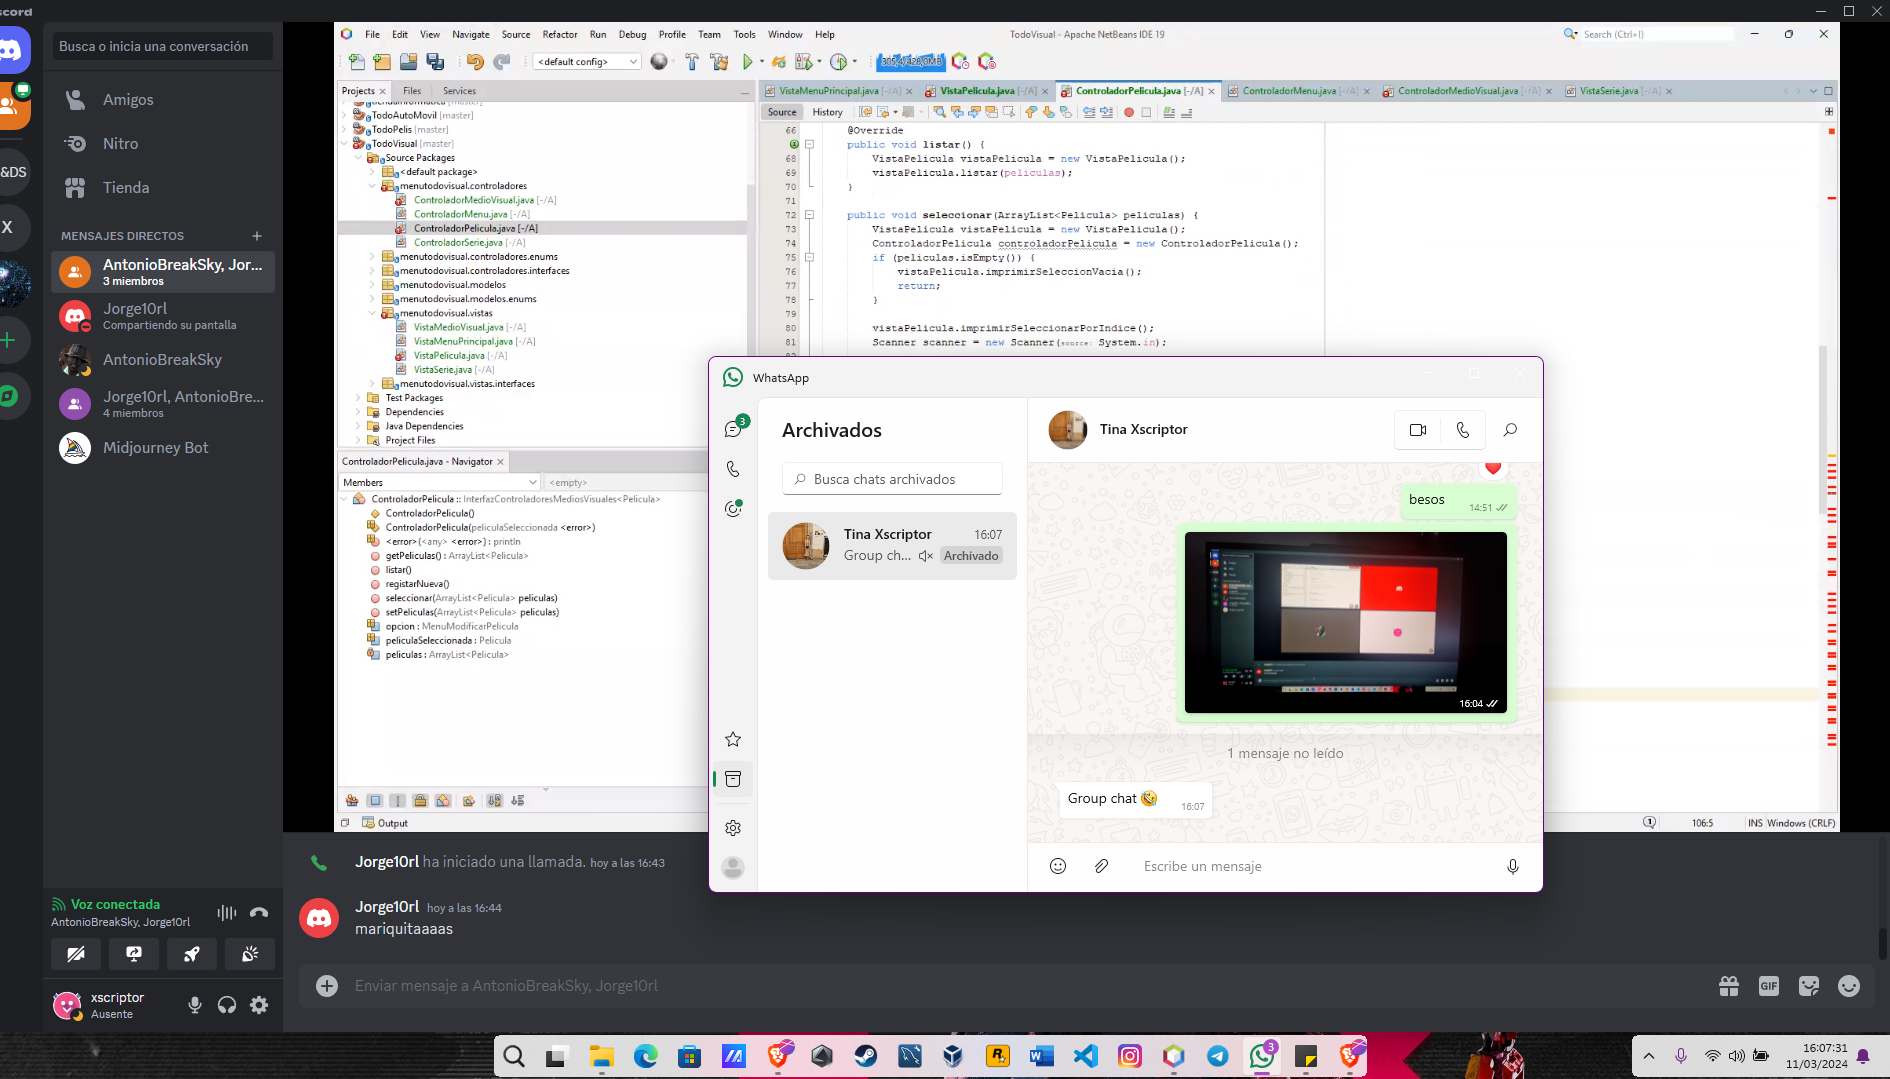 scord
Busca o inicia una conversación
Amigos
Nitro
Tienda
MENSAJES DIRECTOS
AntonioBreakSky, Jor...
3 miembros
Jorge10rl
Compartiendo su pantalla
AntonioBreakSky
Jorge10rl, AntonioBre...
4 miembros
Midjourney Bot
&DS
X
Voz conectada
AntonioBreakSky, Jorge10rl
xscriptor
Ausente
File Edit View Navigate Source Refactor Run Debug Profile Team Tools Window Help
TodoVisual - Apache NetBeans IDE 19
Search (Ctrl+I)
<default config>
305,4/428,0MB
Projects Files Services
TodoAutoMovil [master]
TodoPelis [master]
TodoVisual [master]
Source Packages
<default package>
menutodovisual.controladores
ControladorMedioVisual.java [-/A]
ControladorMenu.java [-/A]
ControladorPelicula.java [-/A]
ControladorSerie.java [-/A]
menutodovisual.controladores.enums
menutodovisual.controladores.interfaces
menutodovisual.modelos
menutodovisual.modelos.enums
menutodovisual.vistas
VistaMedioVisual.java [-/A]
VistaMenuPrincipal.java [-/A]
VistaPelicula.java [-/A]
VistaSerie.java [-/A]
menutodovisual.vistas.interfaces
Test Packages
Dependencies
Java Dependencies
Project Files
ControladorPelicula.java - Navigator
Members
<empty>
ControladorPelicula :: InterfazControladoresMediosVisuales<Pelicula>
ControladorPelicula()
ControladorPelicula(peliculaSeleccionada <error>)
<error>(<any> <error>) : println
getPeliculas() : ArrayList<Pelicula>
listar()
registarNueva()
seleccionar(ArrayList<Pelicula> peliculas)
setPeliculas(ArrayList<Pelicula> peliculas)
opcion : MenuModificarPelicula
peliculaSeleccionada : Pelicula
peliculas : ArrayList<Pelicula>
Output
VistaMenuPrincipal.java [-/A] VistaPelicula.java [-/A] ControladorPelicula.java [-/A] ControladorMenu.java [-/A] ControladorMedioVisual.java [-/A] VistaSerie.java [-/A]
Source History
66 @Override
public void listar() {
68 VistaPelicula vistaPelicula = new VistaPelicula();
69 vistaPelicula.listar(peliculas);
70 }
71
72 public void seleccionar(ArrayList<Pelicula> peliculas) {
73 VistaPelicula vistaPelicula = new VistaPelicula();
74 ControladorPelicula controladorPelicula = new ControladorPelicula();
75 if (peliculas.isEmpty()) {
76 vistaPelicula.imprimirSeleccionVacia();
77 return;
78 }
79
80 vistaPelicula.imprimirSeleccionarPorIndice();
81 Scanner scanner = new Scanner(source: System.in);
1 106:5 INS Windows (CRLF)
WhatsApp
3
Archivados
Busca chats archivados
Tina Xscriptor 16:07
Group ch... Archivado
Tina Xscriptor
besos
14:51
16:04
1 mensaje no leído
Group chat 🤣
16:07
Escribe un mensaje
Jorge10rl ha iniciado una llamada. hoy a las 16:43
Jorge10rl hoy a las 16:44
mariquitaaaas
Enviar mensaje a AntonioBreakSky, Jorge10rl
GIF
3
16:07:31
11/03/2024